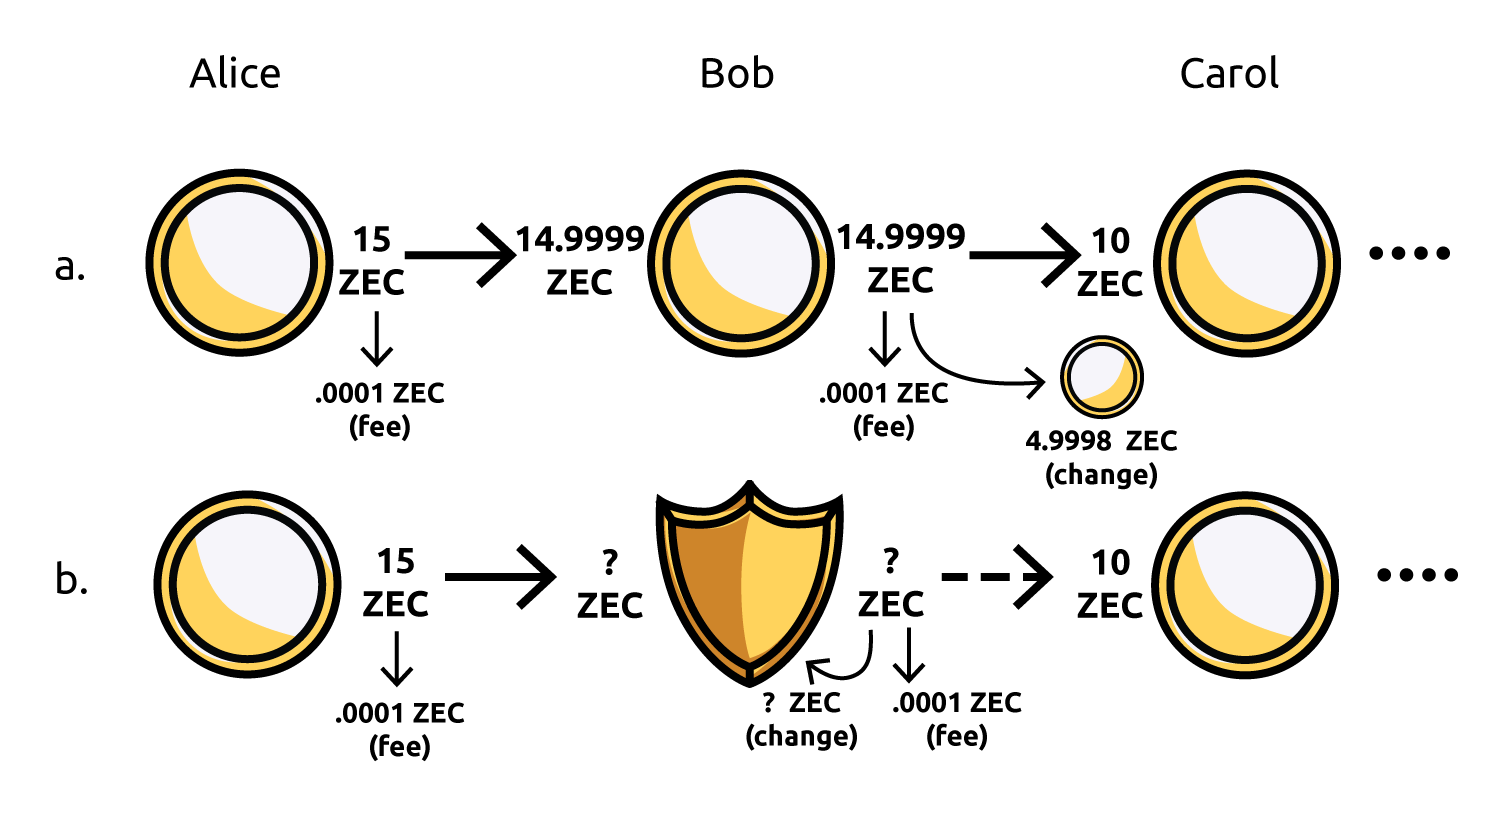 Alice
Bob
Carol
a.
15
ZEC
14.9999
ZEC
14.9999
ZEC
10
ZEC
.0001 ZEC
(fee)
.0001 ZEC
(fee)
4.9998 ZEC
(change)
b.
15
ZEC
?
ZEC
?
ZEC
10
ZEC
.0001 ZEC
(fee)
? ZEC
(change)
.0001 ZEC
(fee)